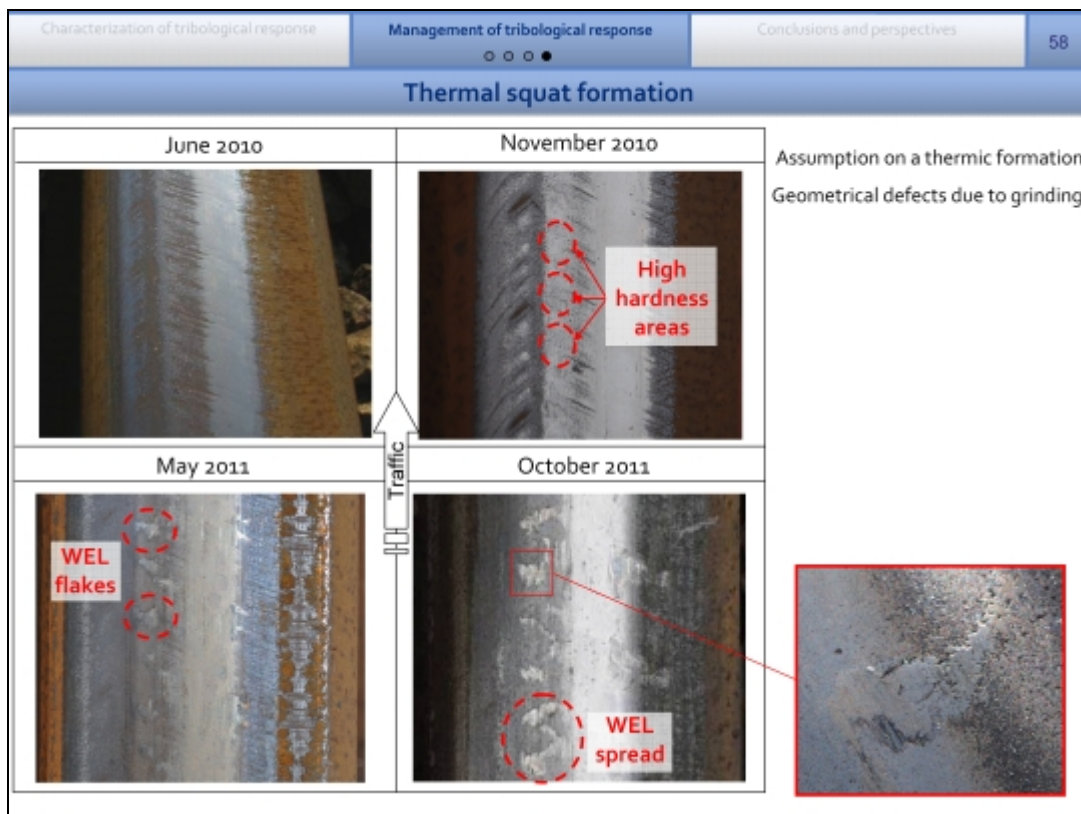 Characterization of tribological response
Management of tribological response
Conclusions and perspectives
58
Thermal squat formation
June 2010
November 2010
Assumption on a thermic formation
Geometrical defects due to grinding
High
hardness
areas
Traffic
May 2011
October 2011
WEL
flakes
WEL
spread